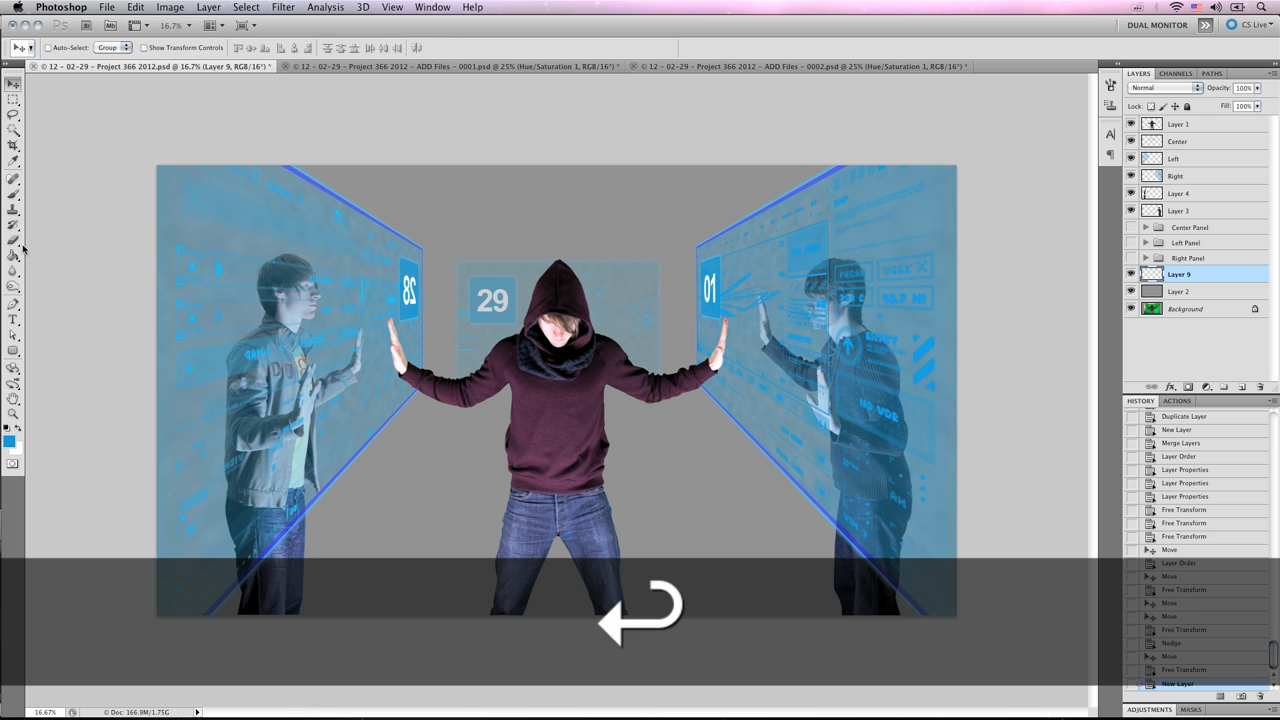 Photoshop File Edit Image Layer Select Filter Analysis 3D View Window Help
Ps Br Mb 16.7% DUAL MONITOR CS Live
Auto-Select: Group Show Transform Controls
© 12 - 02-29 - Project 366 2012.psd @ 16.7% (Layer 9, RGB/16*) *
© 12 - 02-29 - Project 366 2012 - ADD Files - 0001.psd @ 25% (Hue/Saturation 1, RGB/16*) *
© 12 - 02-29 - Project 366 2012 - ADD Files - 0002.psd @ 25% (Hue/Saturation 1, RGB/16*) *
LAYERS CHANNELS PATHS
Normal Opacity: 100%
Lock: Fill: 100%
Layer 1
Center
Left
Right
Layer 4
Layer 3
Center Panel
Left Panel
Right Panel
Layer 9
Layer 2
Background
28
29
01
HISTORY ACTIONS
Duplicate Layer
New Layer
Merge Layers
Layer Order
Layer Properties
Layer Properties
Layer Properties
Free Transform
Free Transform
Free Transform
Move
Layer Order
Move
Free Transform
Move
Move
Free Transform
Nudge
Move
Free Transform
New Layer
ADJUSTMENTS MASKS
16.67% © Doc: 166.9M/1.75G